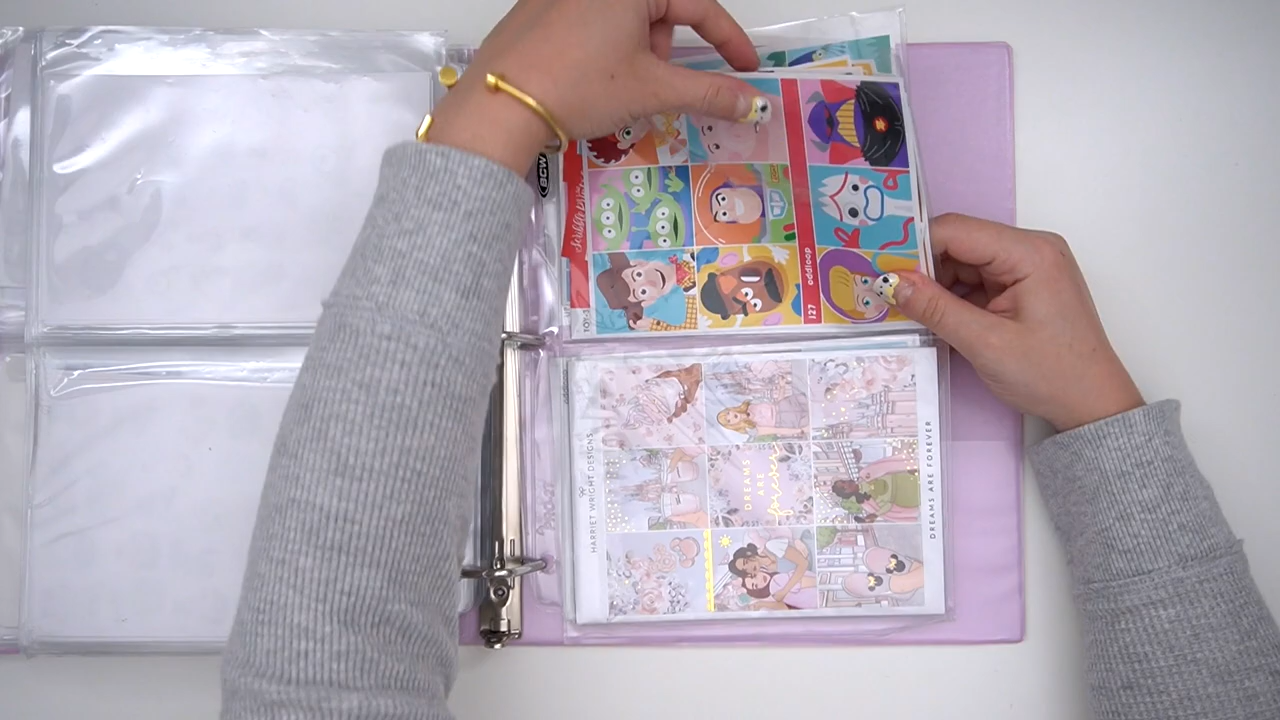 BCW
127 oddloop
HARRIET WRIGHT DESIGNS
DREAMS
ARE
forever
DREAMS ARE FOREVER